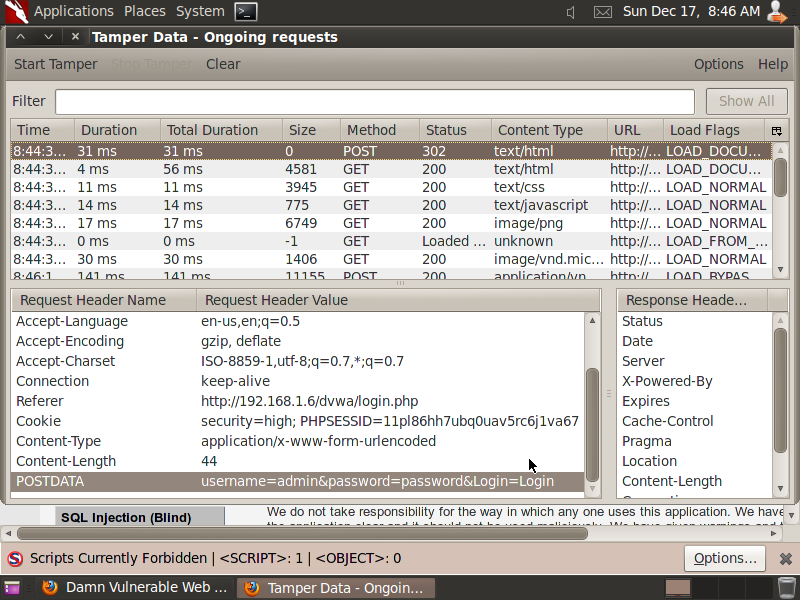 Applications Places System Sun Dec 17, 8:46 AM
Tamper Data - Ongoing requests
Start Tamper Stop Tamper Clear Options Help
Filter Show All
Time Duration Total Duration Size Method Status Content Type URL Load Flags
8:44:3... 31 ms 31 ms 0 POST 302 text/html http://... LOAD_DOCU...
8:44:3... 4 ms 56 ms 4581 GET 200 text/html http://... LOAD_DOCU...
8:44:3... 11 ms 11 ms 3945 GET 200 text/css http://... LOAD_NORMAL
8:44:3... 14 ms 14 ms 775 GET 200 text/javascript http://... LOAD_NORMAL
8:44:3... 17 ms 17 ms 6749 GET 200 image/png http://... LOAD_NORMAL
8:44:3... 0 ms 0 ms -1 GET Loaded ... unknown http://... LOAD_FROM_...
8:44:3... 30 ms 30 ms 1406 GET 200 image/vnd.mic... http://... LOAD_NORMAL
8:46:1... 141 ms 141 ms 11155 POST 200 application/vn... http://... LOAD_BYPAS...
Request Header Name Request Header Value Response Heade...
Accept-Language en-us,en;q=0.5 Status
Accept-Encoding gzip, deflate Date
Accept-Charset ISO-8859-1,utf-8;q=0.7,*;q=0.7 Server
Connection keep-alive X-Powered-By
Referer http://192.168.1.6/dvwa/login.php Expires
Cookie security=high; PHPSESSID=11pl86hh7ubq0uav5rc6j1va67 Cache-Control
Content-Type application/x-www-form-urlencoded Pragma
Content-Length 44 Location
POSTDATA username=admin&password=password&Login=Login Content-Length
SQL Injection (Blind) We do not take responsibility for the way in which any one uses this application. We have
Scripts Currently Forbidden | <SCRIPT>: 1 | <OBJECT>: 0 Options...
Damn Vulnerable Web ... Tamper Data - Ongoin...